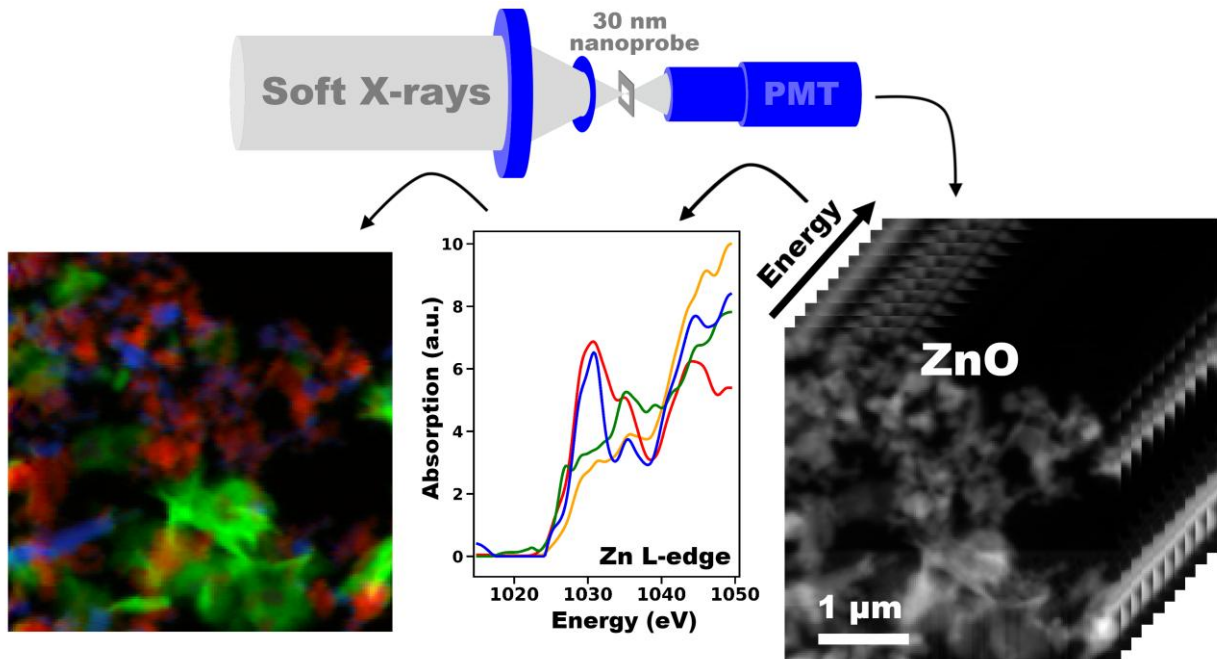 30 nm
nanoprobe
Soft X-rays
PMT
Energy
10
8
6
4
2
0
Absorption (a.u.)
Zn L-edge
1020 1030 1040 1050
Energy (eV)
ZnO
1 µm